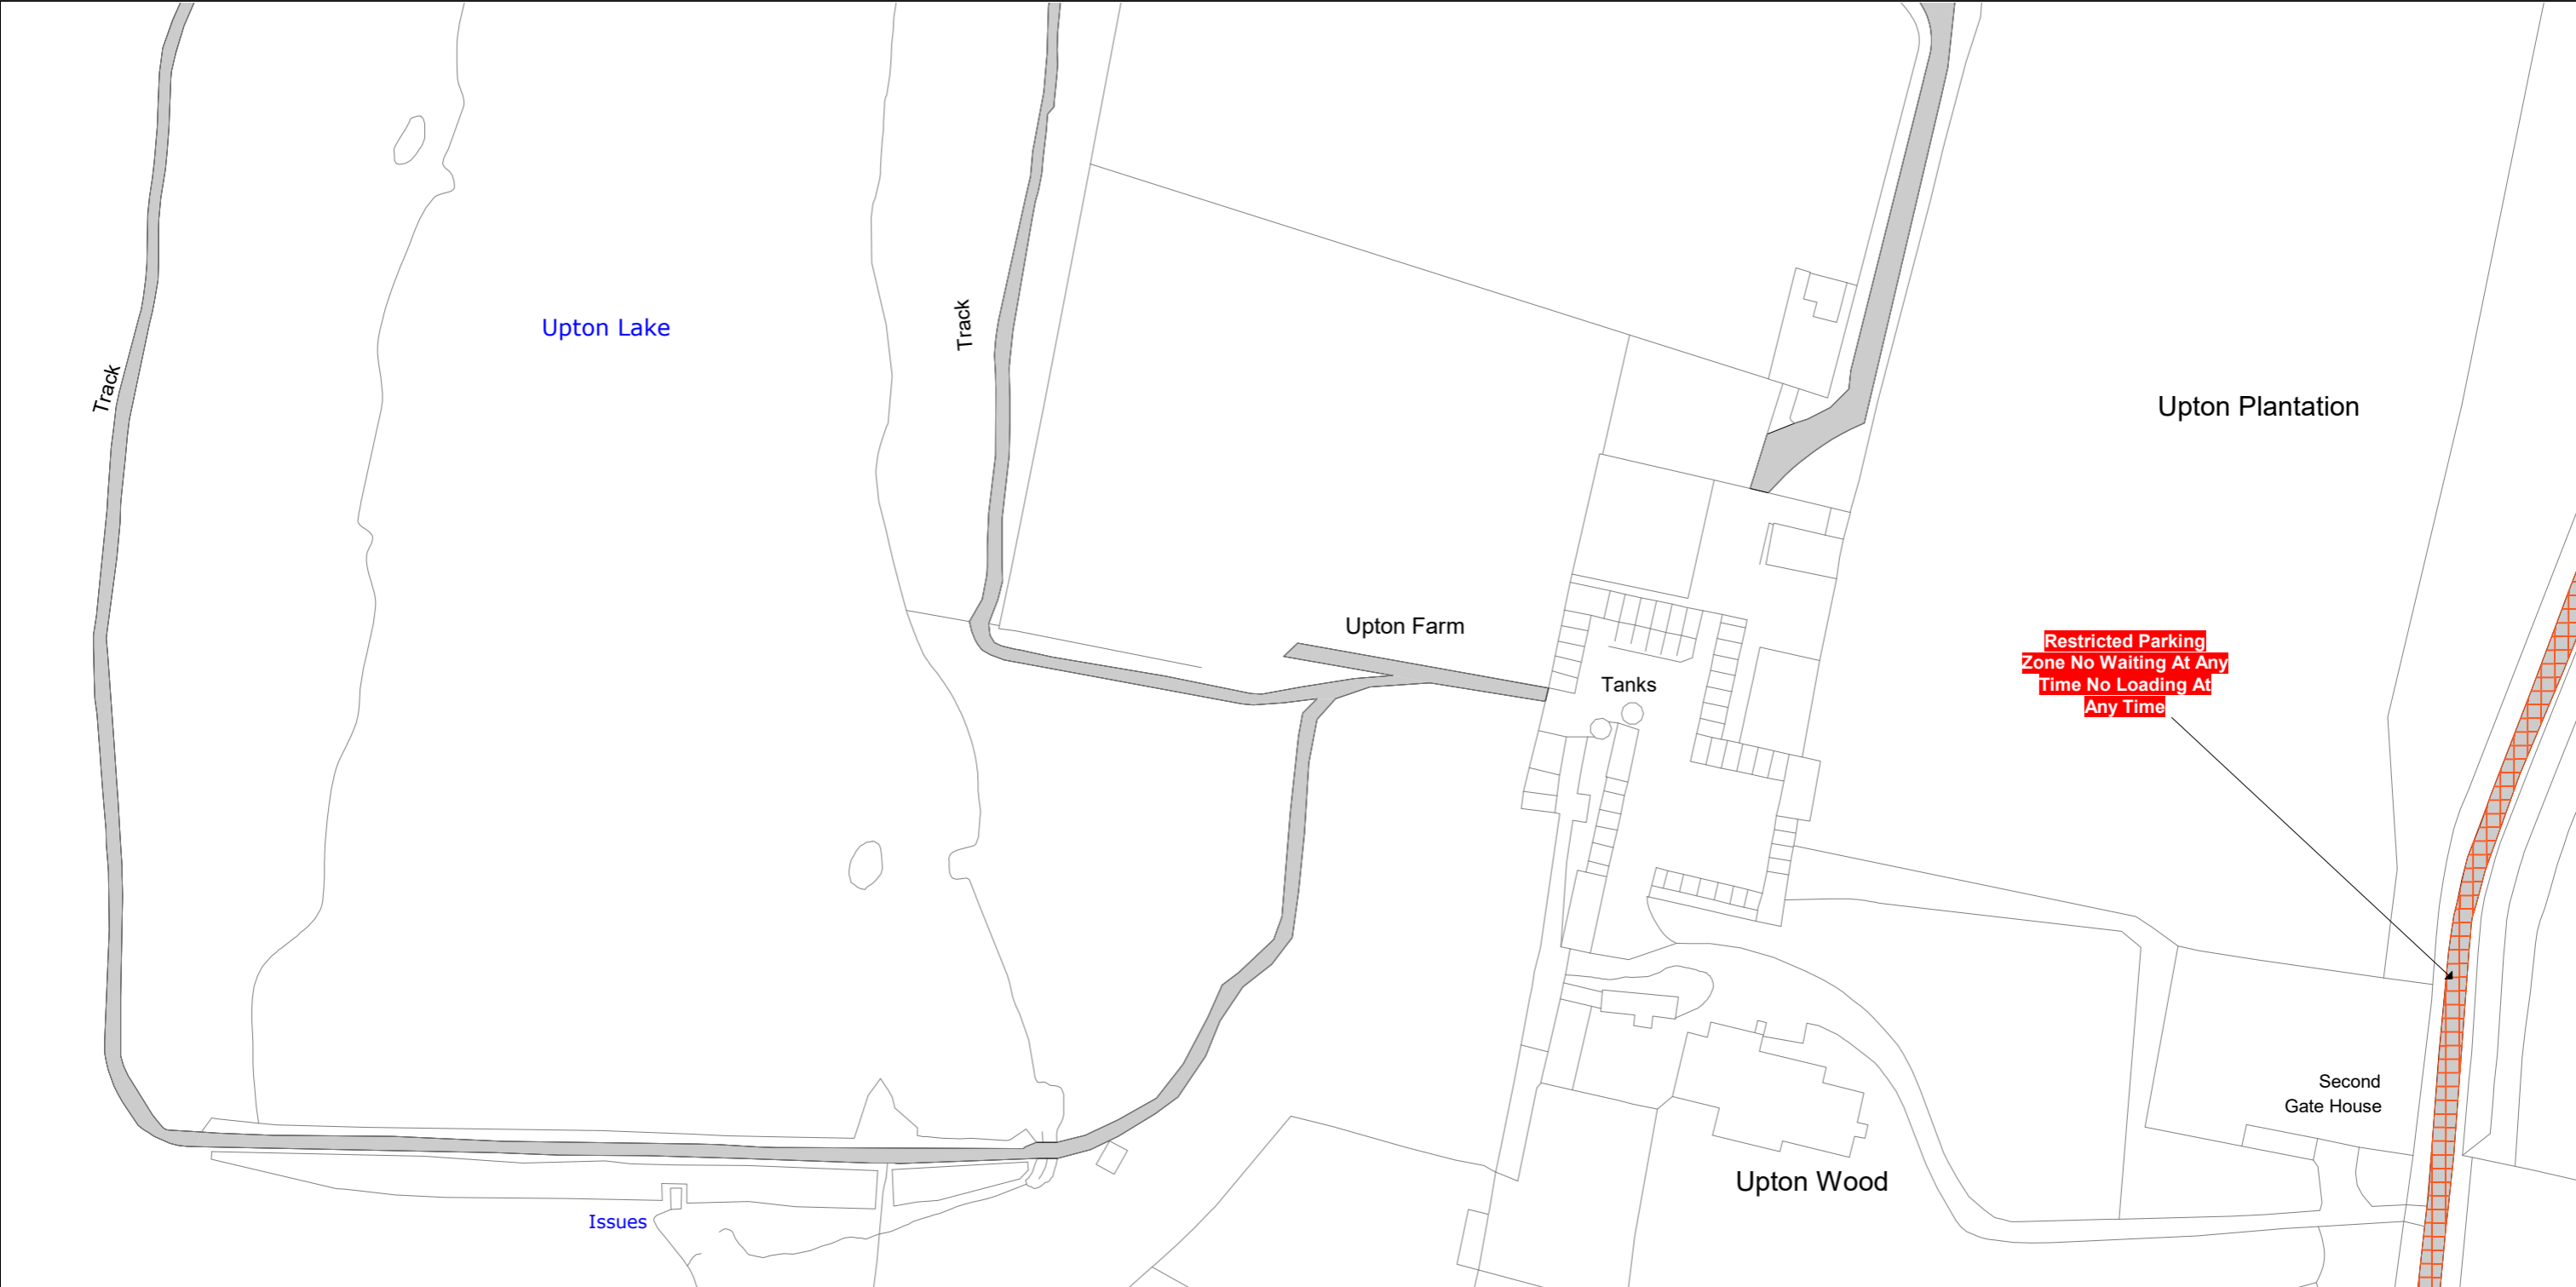 Upton Lake
Track
Track
Upton Plantation
Upton Farm
Restricted Parking
Zone No Waiting At Any
Time No Loading At
Any Time
Tanks
Second
Gate House
Upton Wood
Issues